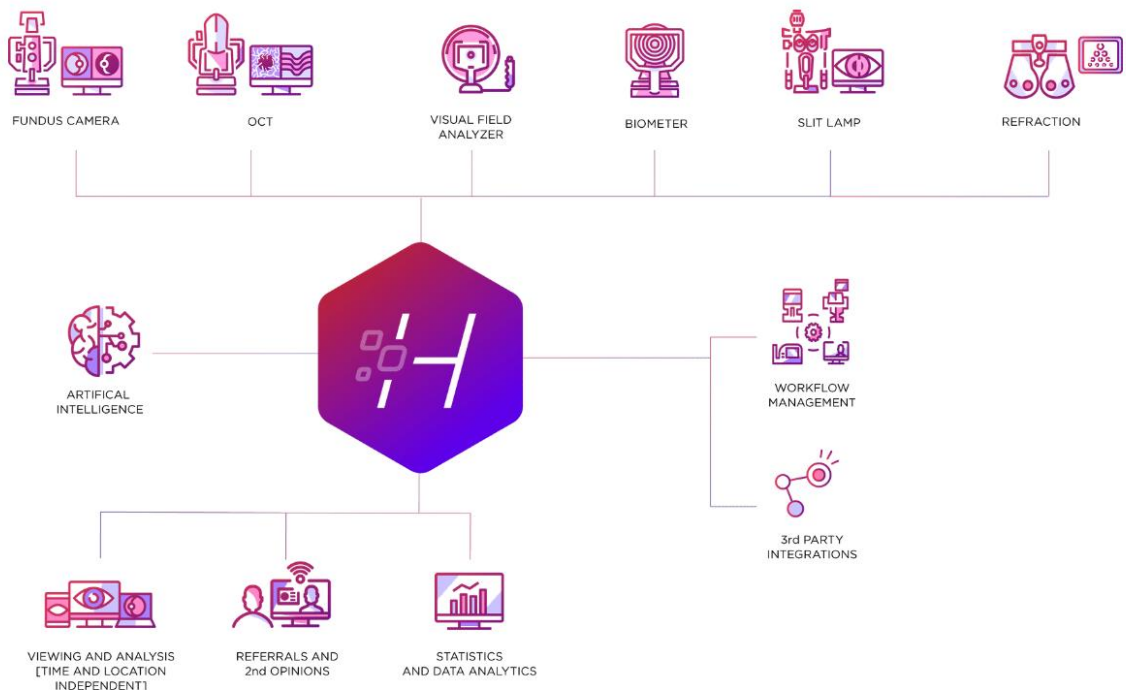 FUNDUS CAMERA
OCT
VISUAL FIELD
ANALYZER
BIOMETER
SLIT LAMP
REFRACTION
ARTIFICAL
INTELLIGENCE
WORKFLOW
MANAGEMENT
3rd PARTY
INTEGRATIONS
VIEWING AND ANALYSIS
[TIME AND LOCATION
INDEPENDENT]
REFERRALS AND
2nd OPINIONS
STATISTICS
AND DATA ANALYTICS